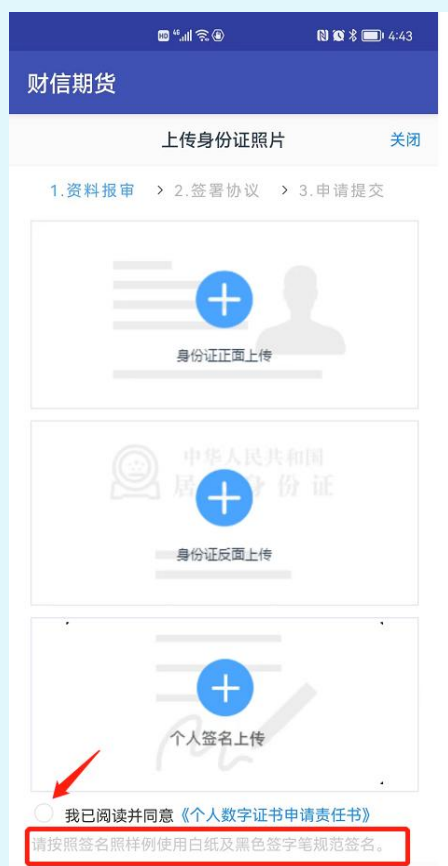 HD 4G 4:43
财信期货
上传身份证照片 关闭
1.资料报审 > 2.签署协议 > 3.申请提交
身份证正面上传
中华人民共和国
居 身份证
身份证反面上传
个人签名上传
我已阅读并同意《个人数字证书申请责任书》
请按照签名照样例使用白纸及黑色签字笔规范签名。